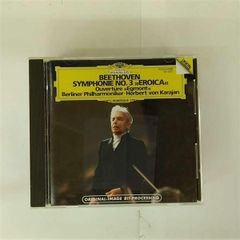 BEETHOVEN
SYMPHONIE NO. 3 »EROICA«
Ouvertüre »Egmont«
Berliner Philharmoniker · Herbert von Karajan
ORIGINAL-IMAGE BIT-PROCESSING